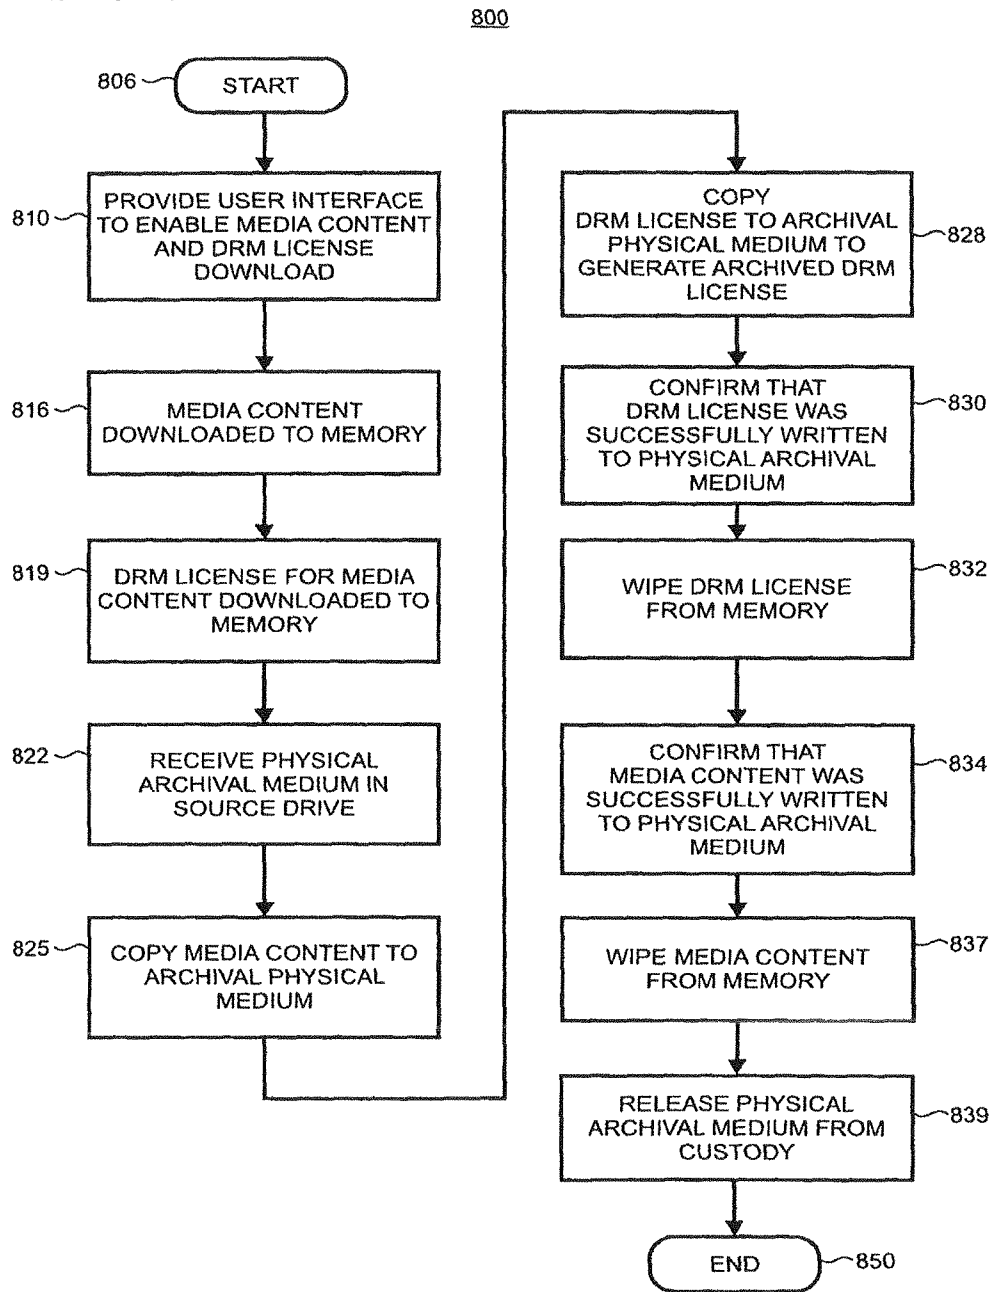 800
806
START
810
PROVIDE USER INTERFACE
TO ENABLE MEDIA CONTENT
AND DRM LICENSE
DOWNLOAD
816
MEDIA CONTENT
DOWNLOADED TO MEMORY
819
DRM LICENSE FOR MEDIA
CONTENT DOWNLOADED TO
MEMORY
822
RECEIVE PHYSICAL
ARCHIVAL MEDIUM IN
SOURCE DRIVE
825
COPY MEDIA CONTENT TO
ARCHIVAL PHYSICAL
MEDIUM
COPY
DRM LICENSE TO ARCHIVAL
PHYSICAL MEDIUM TO
GENERATE ARCHIVED DRM
LICENSE
828
CONFIRM THAT
DRM LICENSE WAS
SUCCESSFULLY WRITTEN
TO PHYSICAL ARCHIVAL
MEDIUM
830
WIPE DRM LICENSE
FROM MEMORY
832
CONFIRM THAT
MEDIA CONTENT WAS
SUCCESSFULLY WRITTEN
TO PHYSICAL ARCHIVAL
MEDIUM
834
WIPE MEDIA CONTENT
FROM MEMORY
837
RELEASE PHYSICAL
ARCHIVAL MEDIUM FROM
CUSTODY
839
END
850